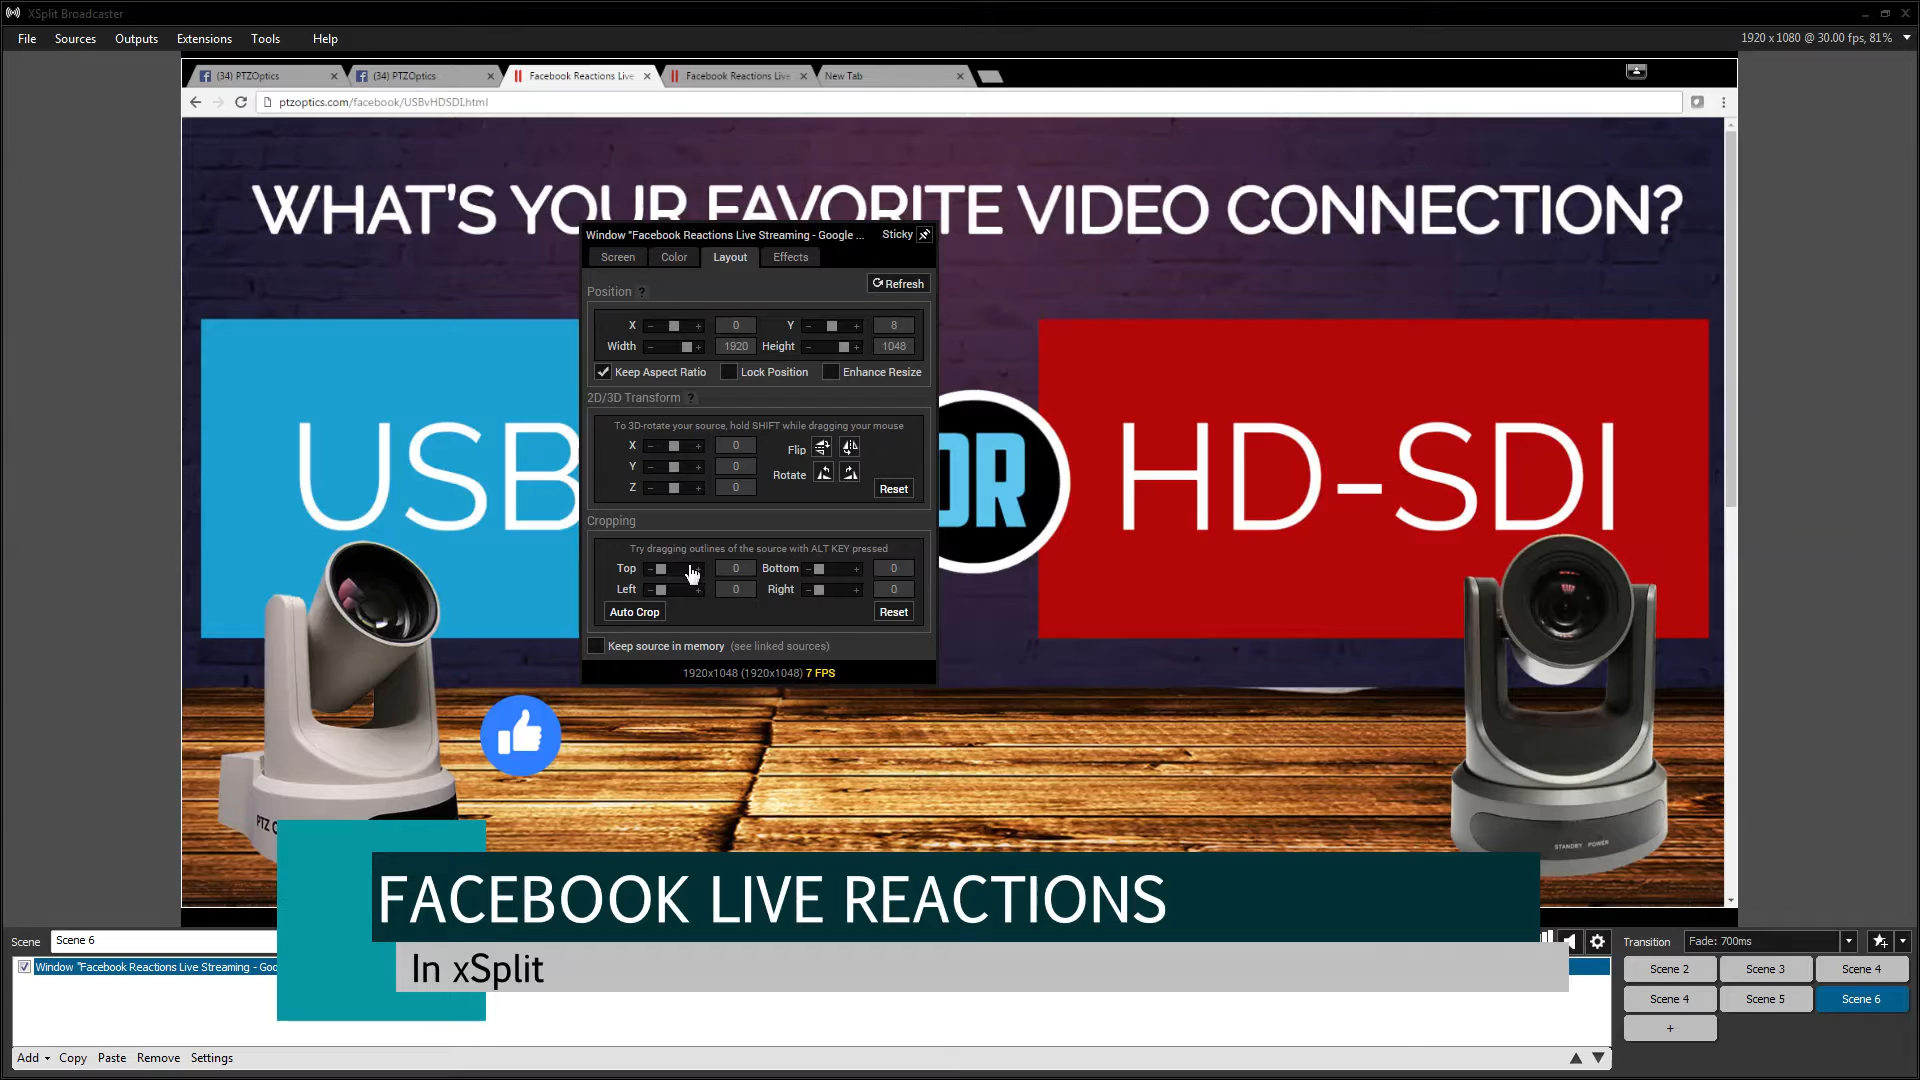 XSplit Broadcaster
File Sources Outputs Extensions Tools Help
1920 x 1080 @ 30.00 fps, 81%
(34) PTZOptics
(34) PTZOptics
Facebook Reactions Live
Facebook Reactions Live
New Tab
ptzoptics.com/facebook/USBvHDSDI.html
WHAT'S YOUR FAVORITE VIDEO CONNECTION?
Window "Facebook Reactions Live Streaming - Google ...
Sticky
Screen Color Layout Effects
Refresh
Position ?
X 0 Y 8
Width 1920 Height 1048
Keep Aspect Ratio Lock Position Enhance Resize
2D/3D Transform ?
To 3D-rotate your source, hold SHIFT while dragging your mouse
X 0 Flip
Y 0 Rotate
Z 0 Reset
Cropping
Try dragging outlines of the source with ALT KEY pressed
Top 0 Bottom 0
Left 0 Right 0
Auto Crop Reset
Keep source in memory (see linked sources)
1920x1048 (1920x1048) 7 FPS
USB
OR
HD-SDI
PTZ
STANDBY POWER
FACEBOOK LIVE REACTIONS
In xSplit
Scene Scene 6
Window "Facebook Reactions Live Streaming - Goo
Transition Fade: 700ms
Scene 2 Scene 3 Scene 4
Scene 4 Scene 5 Scene 6
+
Add Copy Paste Remove Settings